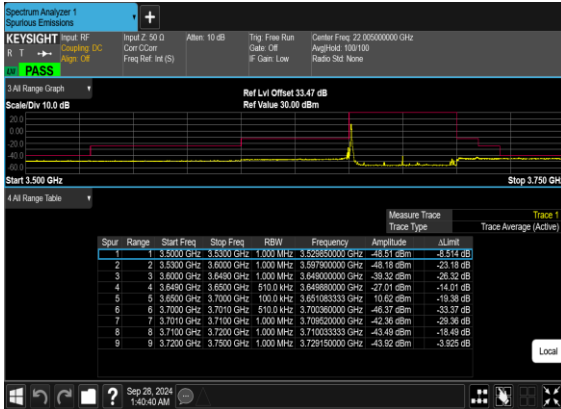 Spectrum Analyzer 1
Spurious Emissions
+
KEYSIGHT Input: RF Input Z: 50 Ω Atten: 10 dB Trig: Free Run Center Freq: 22.005000000 GHz
R T Coupling: DC Corr CCorr Gate: Off Avg|Hold: 100/100
Align: Off Freq Ref: Int (S) IF Gain: Low Radio Std: None
LXI PASS
3 All Range Graph Ref Lvl Offset 33.47 dB
Scale/Div 10.0 dB Ref Value 30.00 dBm
20.0
0.00
-20.0
-40.0
-60.0
Start 3.500 GHz Stop 3.750 GHz
4 All Range Table
Measure Trace Trace 1
Trace Type Trace Average (Active)
Spur Range Start Freq Stop Freq RBW Frequency Amplitude ΔLimit
1 1 3.5000 GHz 3.5300 GHz 1.000 MHz 3.529650000 GHz -48.51 dBm -8.514 dB
2 2 3.5300 GHz 3.6000 GHz 1.000 MHz 3.597900000 GHz -48.18 dBm -23.18 dB
3 3 3.6000 GHz 3.6490 GHz 1.000 MHz 3.649000000 GHz -39.32 dBm -26.32 dB
4 4 3.6490 GHz 3.6500 GHz 510.0 kHz 3.649880000 GHz -27.01 dBm -14.01 dB
5 5 3.6500 GHz 3.7000 GHz 100.0 kHz 3.651083333 GHz 10.62 dBm -19.38 dB
6 6 3.7000 GHz 3.7010 GHz 510.0 kHz 3.700360000 GHz -46.37 dBm -33.37 dB
7 7 3.7010 GHz 3.7100 GHz 1.000 MHz 3.709520000 GHz -42.36 dBm -29.36 dB
8 8 3.7100 GHz 3.7200 GHz 1.000 MHz 3.710033333 GHz -43.49 dBm -18.49 dB
9 9 3.7200 GHz 3.7500 GHz 1.000 MHz 3.729150000 GHz -43.92 dBm -3.925 dB
Local
? Sep 28, 2024
1:40:40 AM